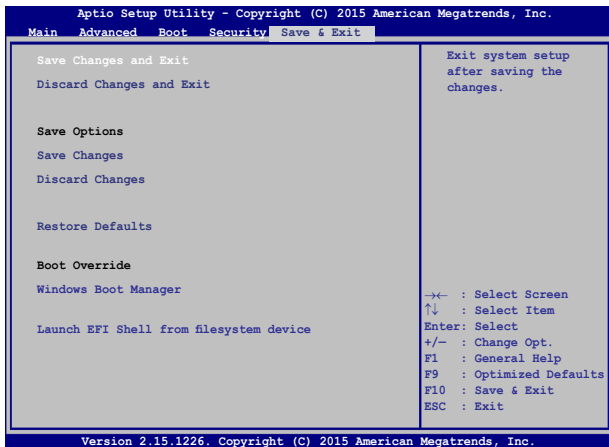 Aptio Setup Utility - Copyright (C) 2015 American Megatrends, Inc.
Main Advanced Boot Security Save & Exit
Save Changes and Exit
Discard Changes and Exit
Save Options
Save Changes
Discard Changes
Restore Defaults
Boot Override
Windows Boot Manager
Launch EFI Shell from filesystem device
Exit system setup
after saving the
changes.
→← : Select Screen
↑↓ : Select Item
Enter: Select
+/− : Change Opt.
F1 : General Help
F9 : Optimized Defaults
F10 : Save & Exit
ESC : Exit
Version 2.15.1226. Copyright (C) 2015 American Megatrends, Inc.